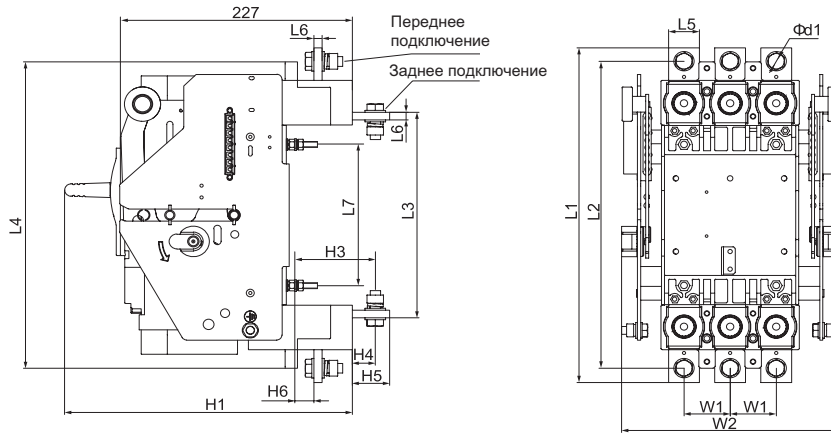 227
L6
Переднее
подключение
Заднее подключение
L6
L4
L7
L3
H3
H4
H5
H6
H1
L5
Фd1
L1
L2
W1
W1
W2